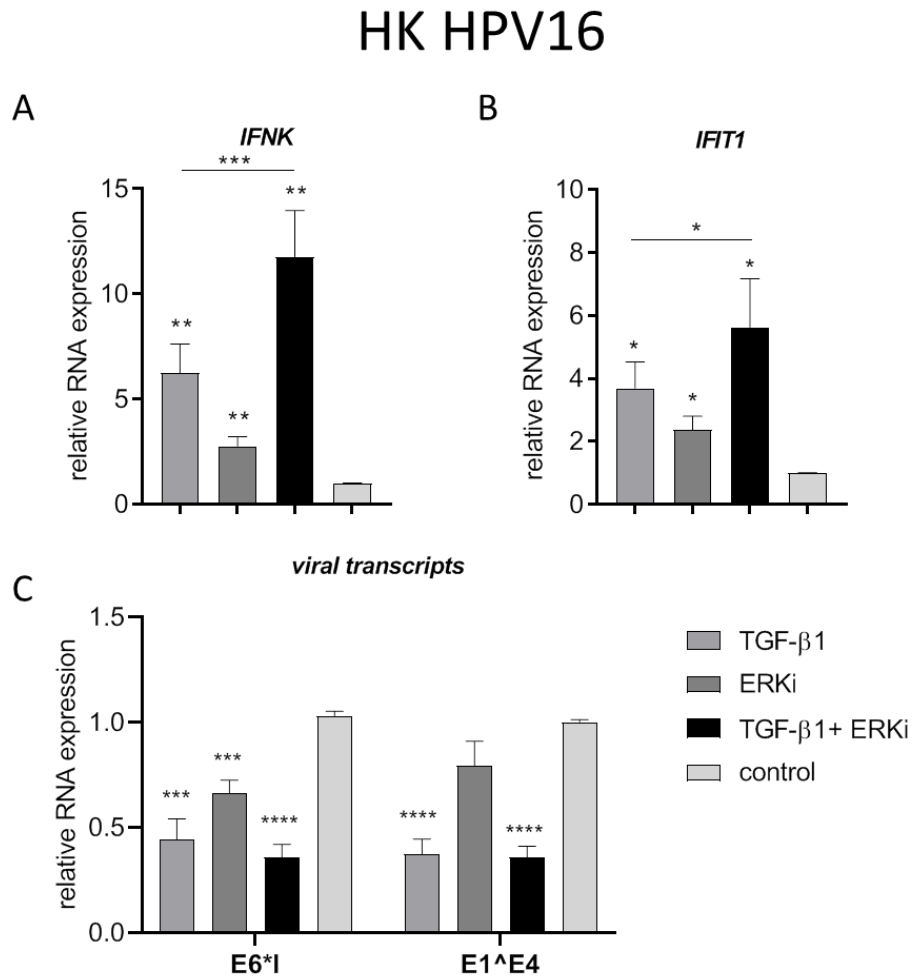 HK HPV16
A
IFNK
***
**
**
**
relative RNA expression
15
10
5
0
B
IFIT1
*
*
*
*
relative RNA expression
10
8
6
4
2
0
viral transcripts
C
relative RNA expression
1.5
1.0
0.5
0.0
***
***
****
****
****
E6*I
E1^E4
TGF-β1
ERKi
TGF-β1+ ERKi
control